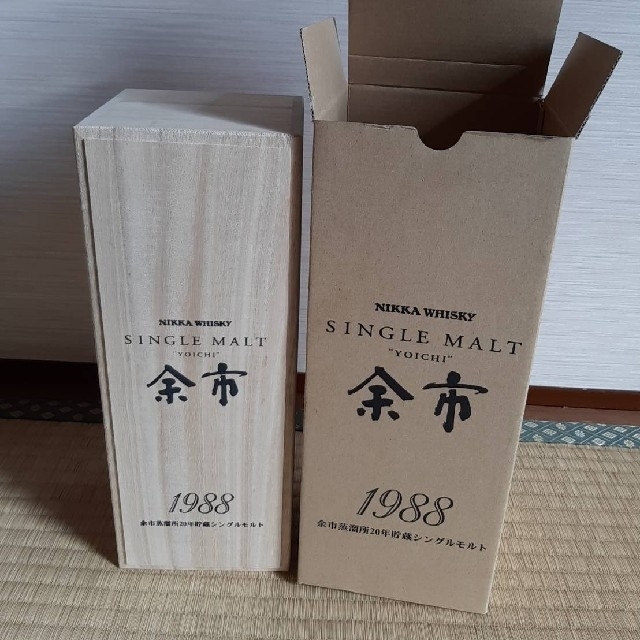 NIKKA WHISKY
SINGLE MALT
"YOICHI"
余市
1988
余市蒸溜所20年貯蔵シングルモルト
NIKKA WHISKY
SINGLE MALT
"YOICHI"
余市
1988
余市蒸溜所20年貯蔵シングルモルト